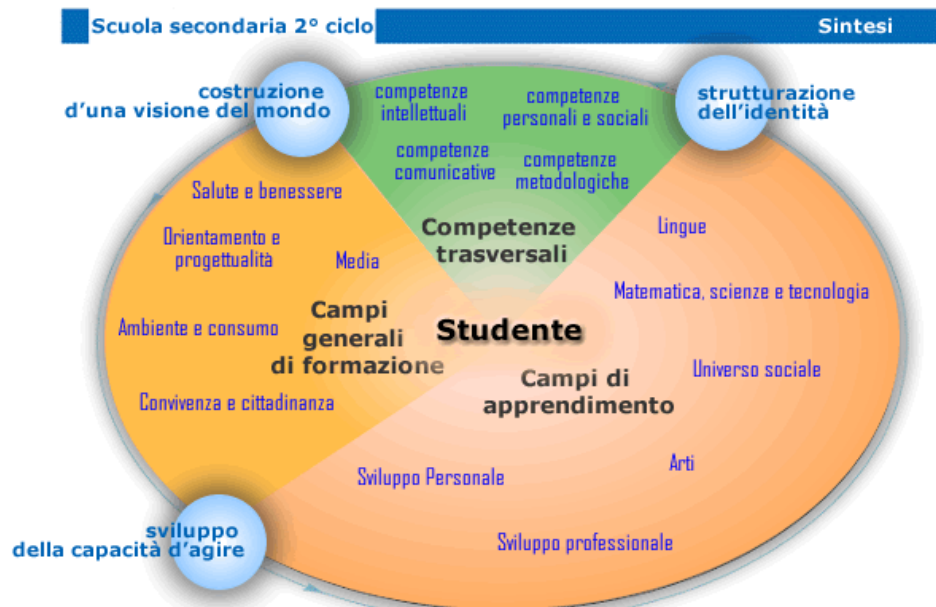 Scuola secondaria 2° ciclo
Sintesi
costruzione
d'una visione del mondo
competenze
intellettuali
competenze
personali e sociali
strutturazione
dell'identità
competenze
comunicative
competenze
metodologiche
Competenze
trasversali
Salute e benessere
Orientamento e
progettualità
Media
Ambiente e consumo
Campi
generali
di formazione
Convivenza e cittadinanza
Studente
Lingue
Matematica, scienze e tecnologia
Universo sociale
Campi di
apprendimento
Arti
Sviluppo Personale
Sviluppo professionale
sviluppo
della capacità d'agire